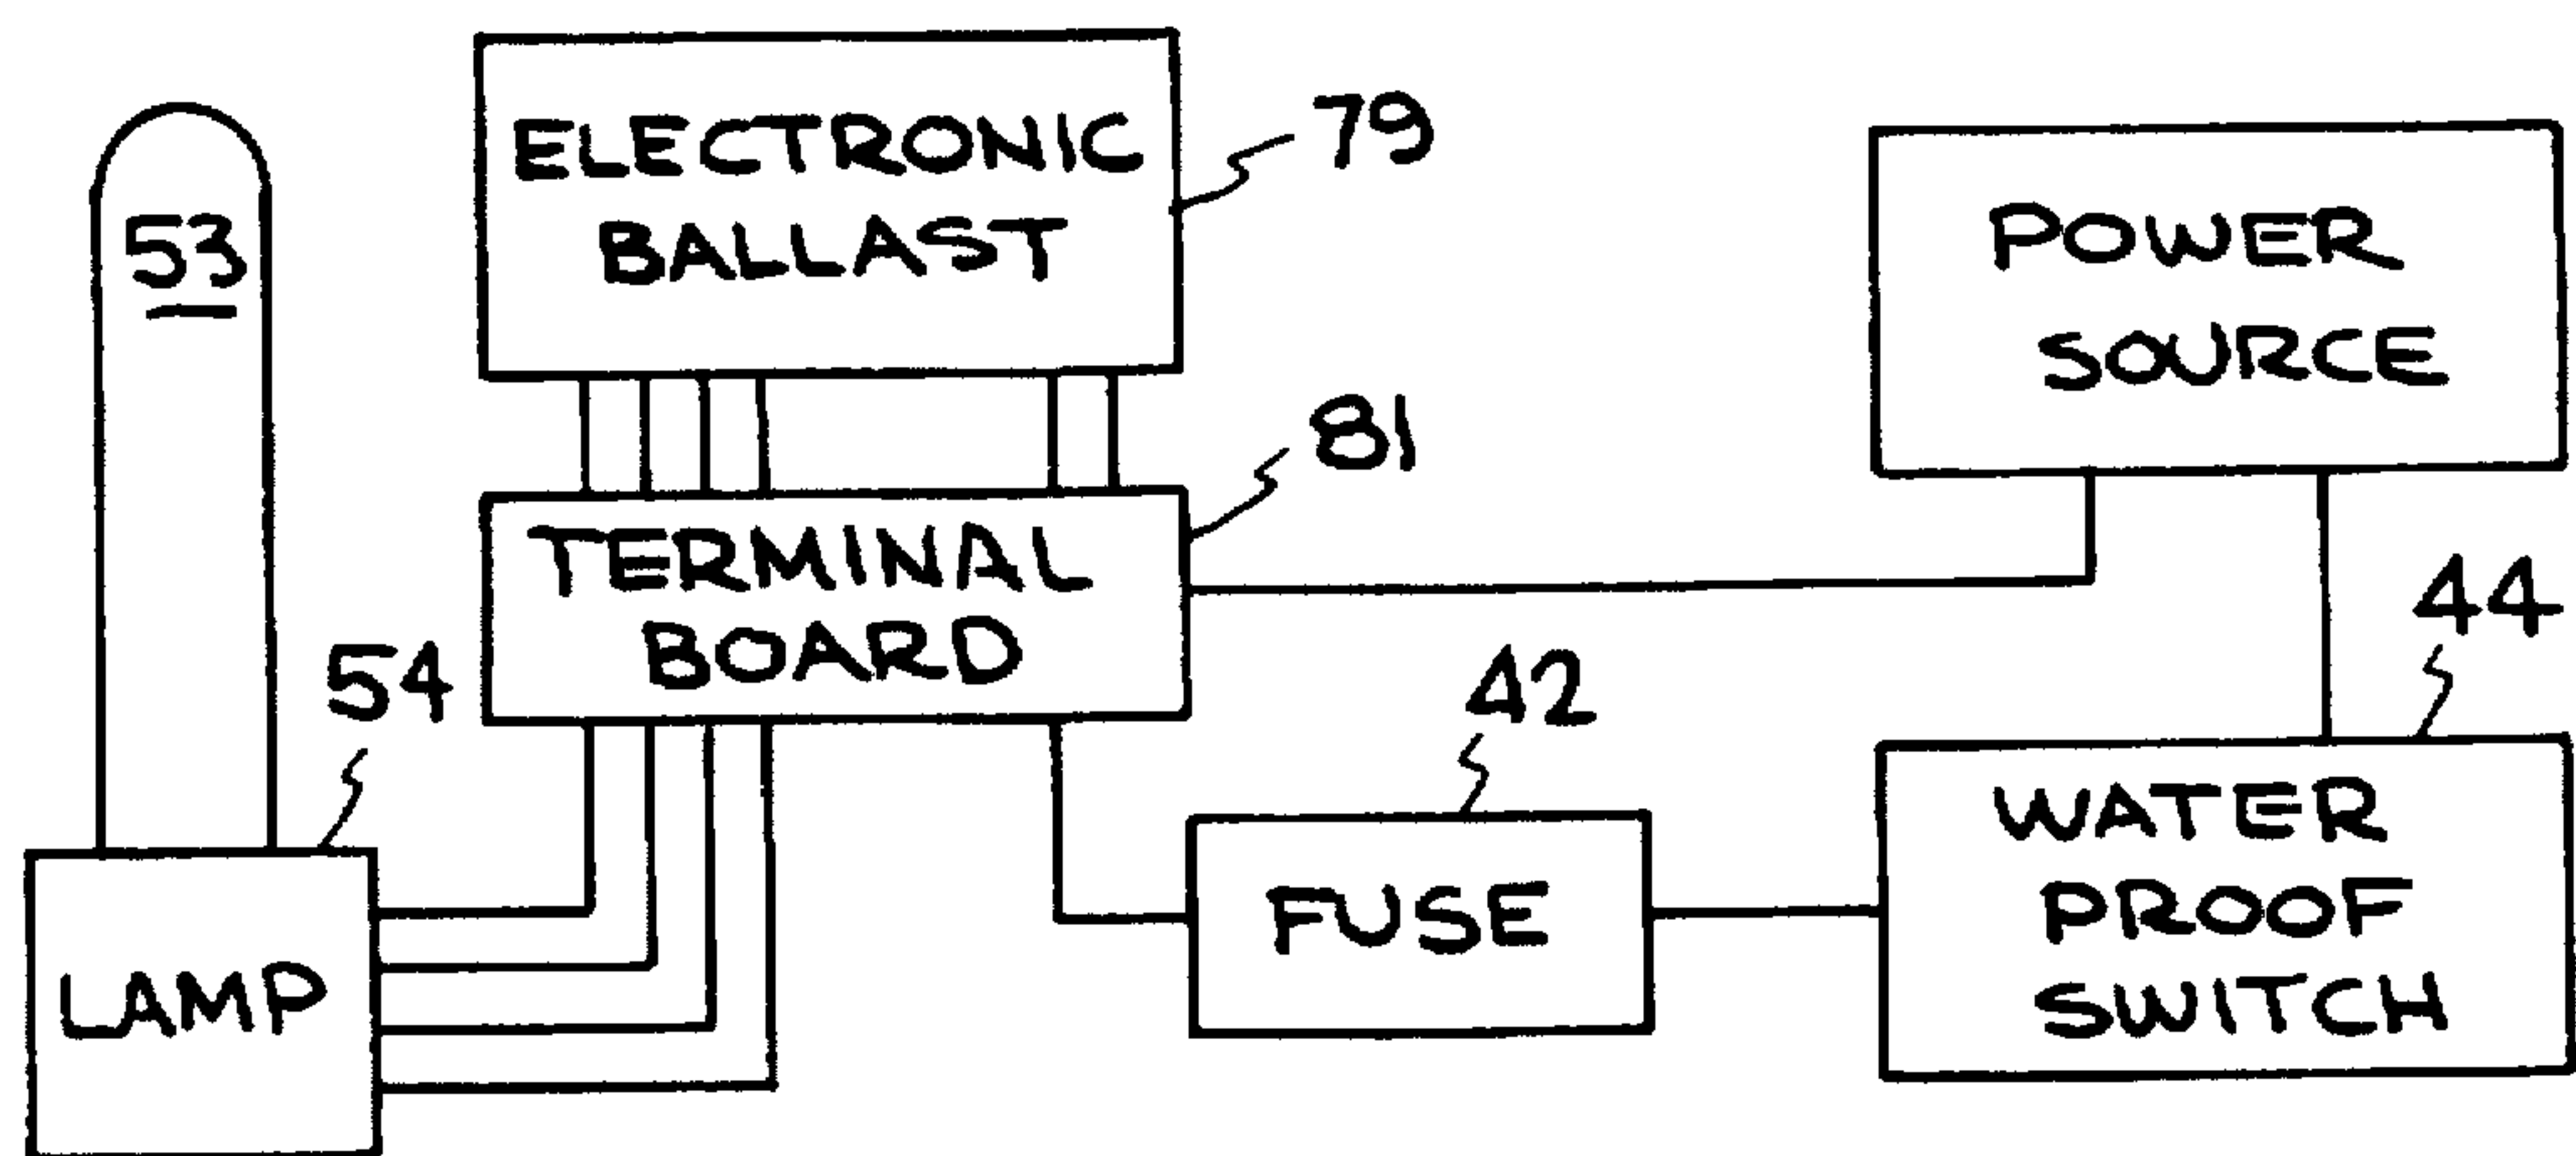 53
ELECTRONIC
BALLAST
79
POWER
SOURCE
81
TERMINAL
BOARD
54
42
44
LAMP
FUSE
WATER
PROOF
SWITCH